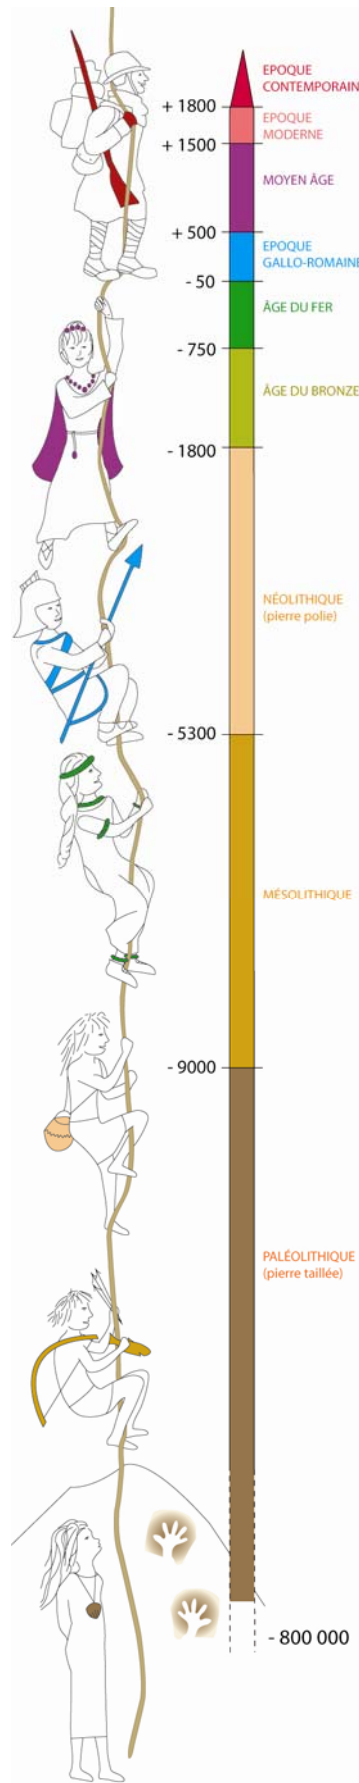 EPOQUE
CONTEMPORAIN
+ 1800
EPOQUE
MODERNE
+ 1500
MOYEN ÂGE
+ 500
EPOQUE
GALLO-ROMAINE
- 50
ÂGE DU FER
- 750
ÂGE DU BRONZE
- 1800
NÉOLITHIQUE
(pierre polie)
- 5300
MÉSOLITHIQUE
- 9000
PALÉOLITHIQUE
(pierre taillée)
- 800 000